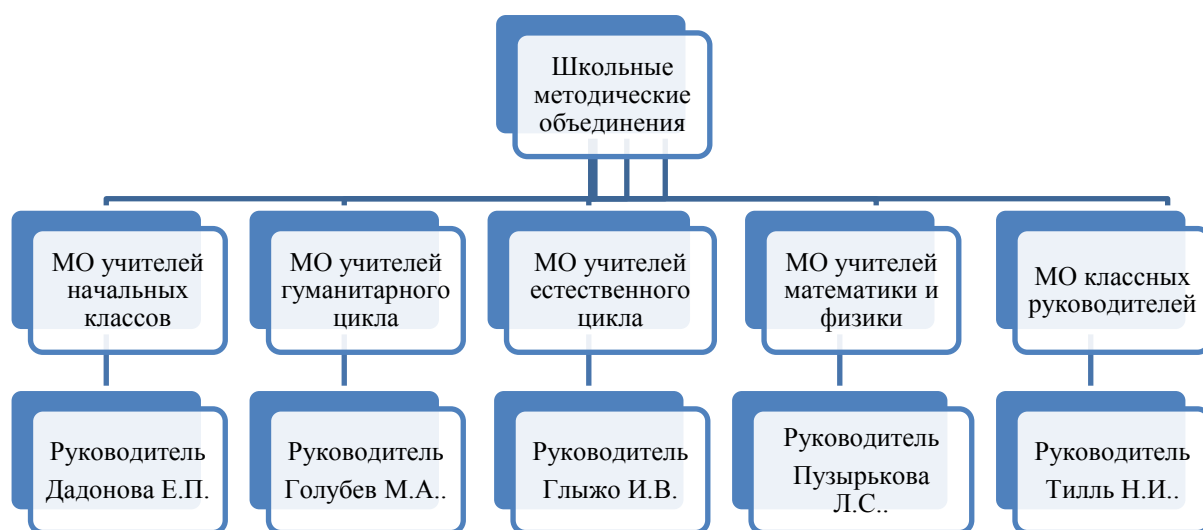 Школьные
методические
объединения
МО учителей
начальных
классов
МО учителей
гуманитарного
цикла
МО учителей
естественного
цикла
МО учителей
математики и
физики
МО классных
руководителей
Руководитель
Дадонова Е.П.
Руководитель
Голубев М.А..
Руководитель
Глыжо И.В.
Руководитель
Пузырькова
Л.С..
Руководитель
Тилль Н.И..